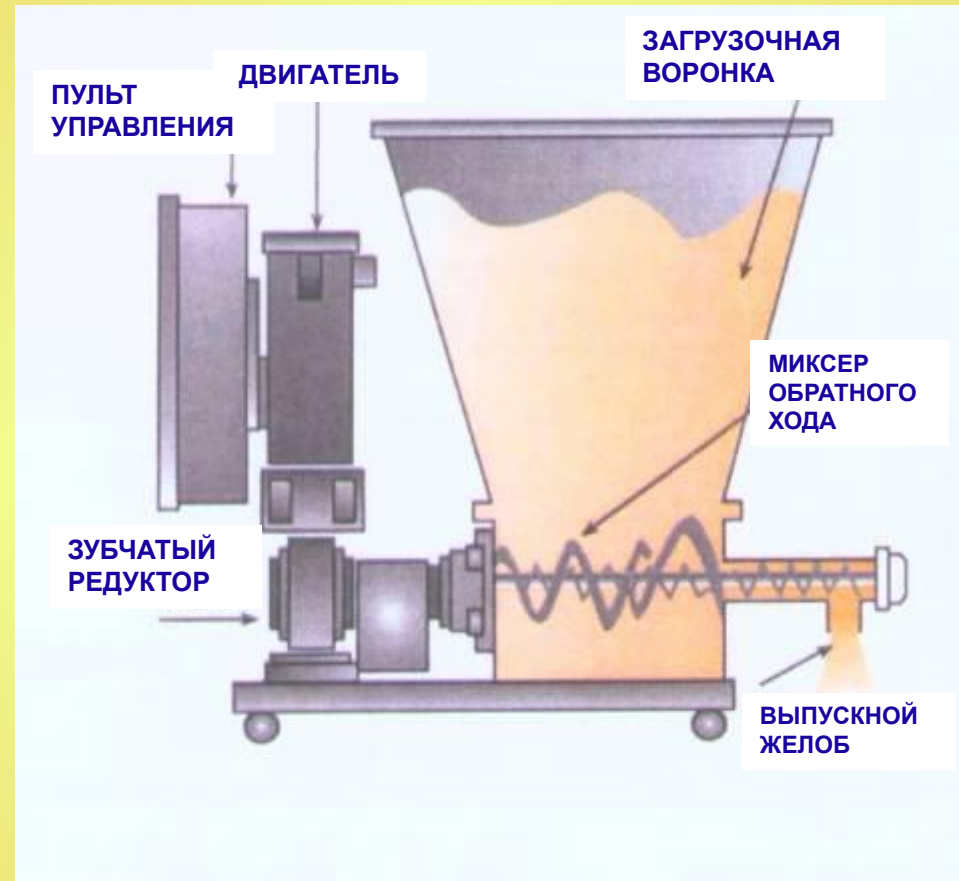 ЗАГРУЗОЧНАЯ
ВОРОНКА
ДВИГАТЕЛЬ
ПУЛЬТ
УПРАВЛЕНИЯ
МИКСЕР
ОБРАТНОГО
ХОДА
ЗУБЧАТЫЙ
РЕДУКТОР
ВЫПУСКНОЙ
ЖЕЛОБ